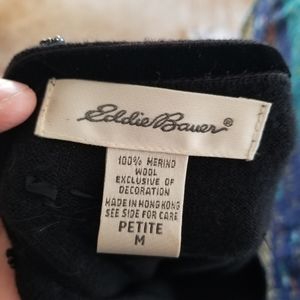 Eddie Bauer®
100% MERINO
WOOL
EXCLUSIVE OF
DECORATION
MADE IN HONG KONG
SEE SIDE FOR CARE
PETITE
M